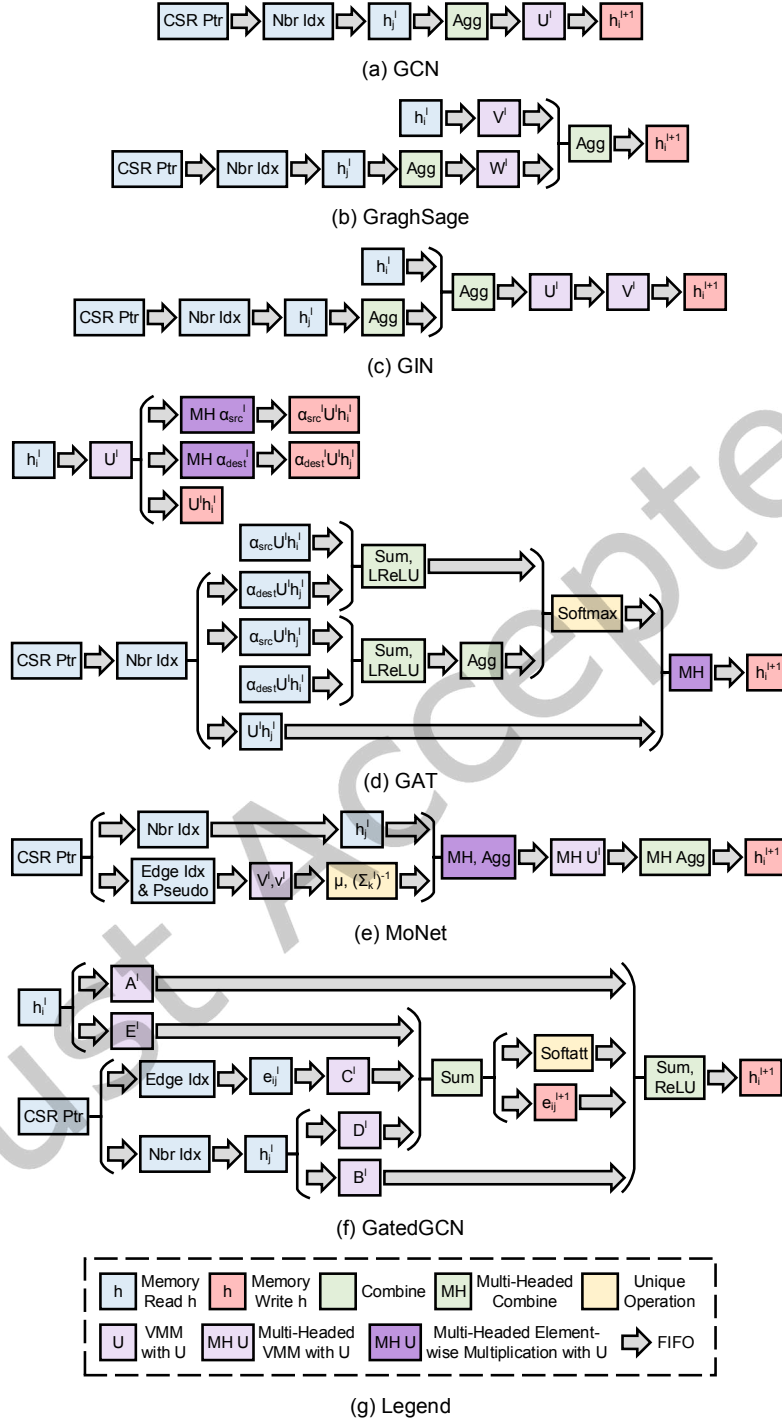 CSR Ptr Nbr Idx h_j^l Agg U^l h_i^{l+1}
(a) GCN
h_i^l V^l
CSR Ptr Nbr Idx h_j^l Agg W^l Agg h_i^{l+1}
(b) GraghSage
h_i^l
CSR Ptr Nbr Idx h_j^l Agg Agg U^l V^l h_i^{l+1}
(c) GIN
MH α_src^l α_src^l U^l h_i^l
h_i^l U^l MH α_dest^l α_dest^l U^l h_j^l
U^l h_i^l
α_src U^l h_i^l Sum,
LReLU
α_dest U^l h_j^l
Softmax
α_src U^l h_j^l
CSR Ptr Nbr Idx Sum,
LReLU Agg MH h_i^{l+1}
α_dest U^l h_i^l
U^l h_j^l
(d) GAT
Nbr Idx h_j^l
CSR Ptr MH, Agg MH U^l MH Agg h_i^{l+1}
Edge Idx
& Pseudo V^l, v^l μ, (Σ_k^l)^{-1}
(e) MoNet
A^l
h_i^l
E^l
Edge Idx e_ij^l C^l Sum Softatt Sum,
ReLU h_i^{l+1}
CSR Ptr e_ij^{l+1}
D^l
Nbr Idx h_j^l
B^l
(f) GatedGCN
h Memory
Read h
h Memory
Write h
Combine
MH Multi-Headed
Combine
Unique
Operation
U VMM
with U
MH U Multi-Headed
VMM with U
MH U Multi-Headed Element-
wise Multiplication with U
FIFO
(g) Legend
ust Accepte